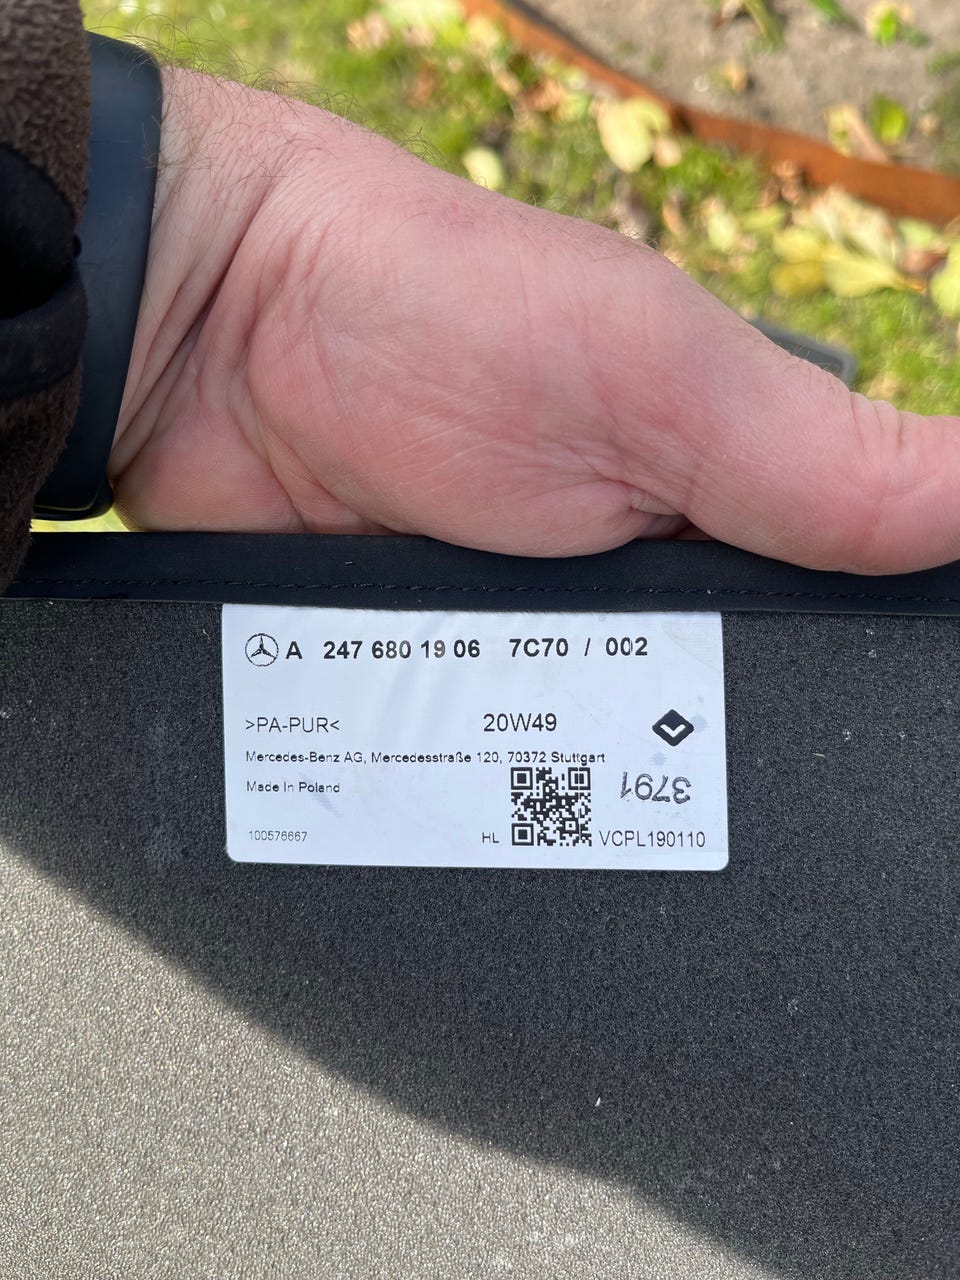 A 247 680 19 06 7C70 / 002
>PA-PUR< 20W49
Mercedes-Benz AG, Mercedesstraße 120, 70372 Stuttgart
Made In Poland
3791
100576667 HL VCPL190110